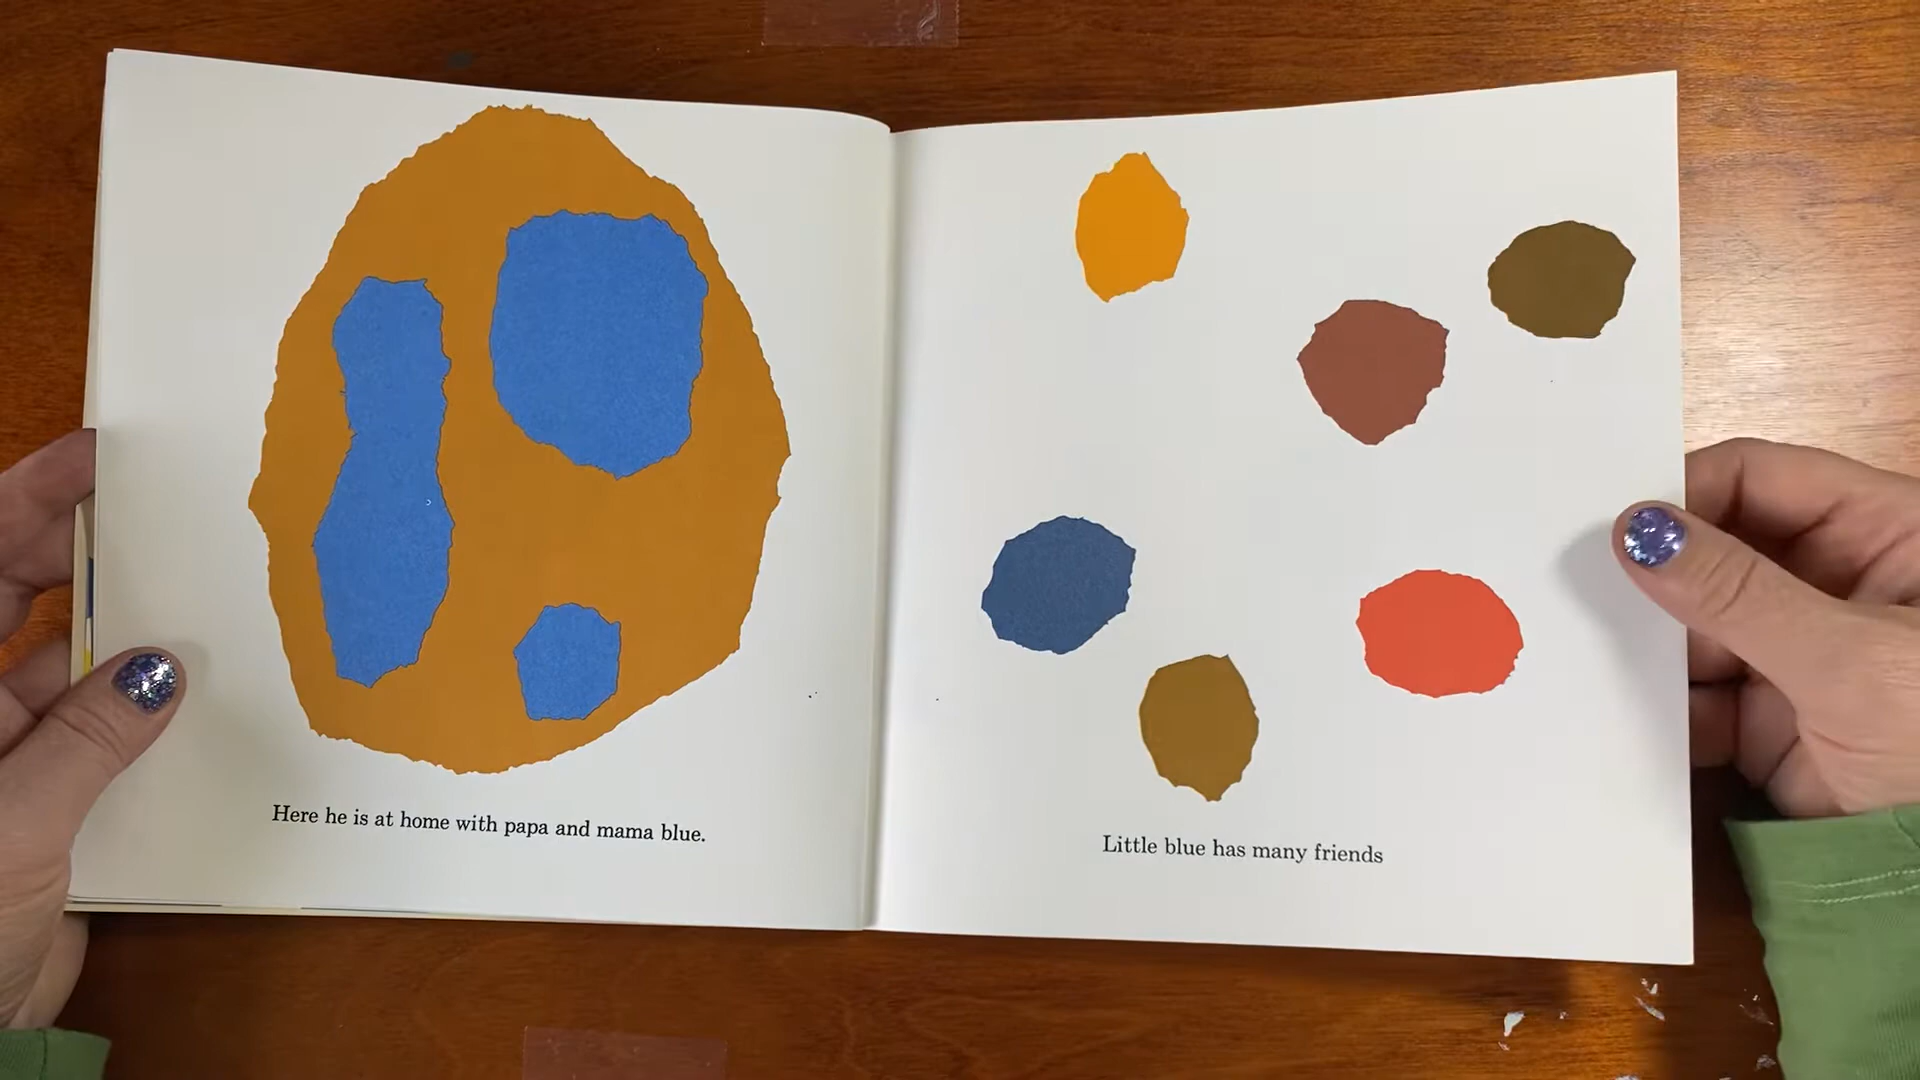 Here he is at home with papa and mama blue.
Little blue has many friends